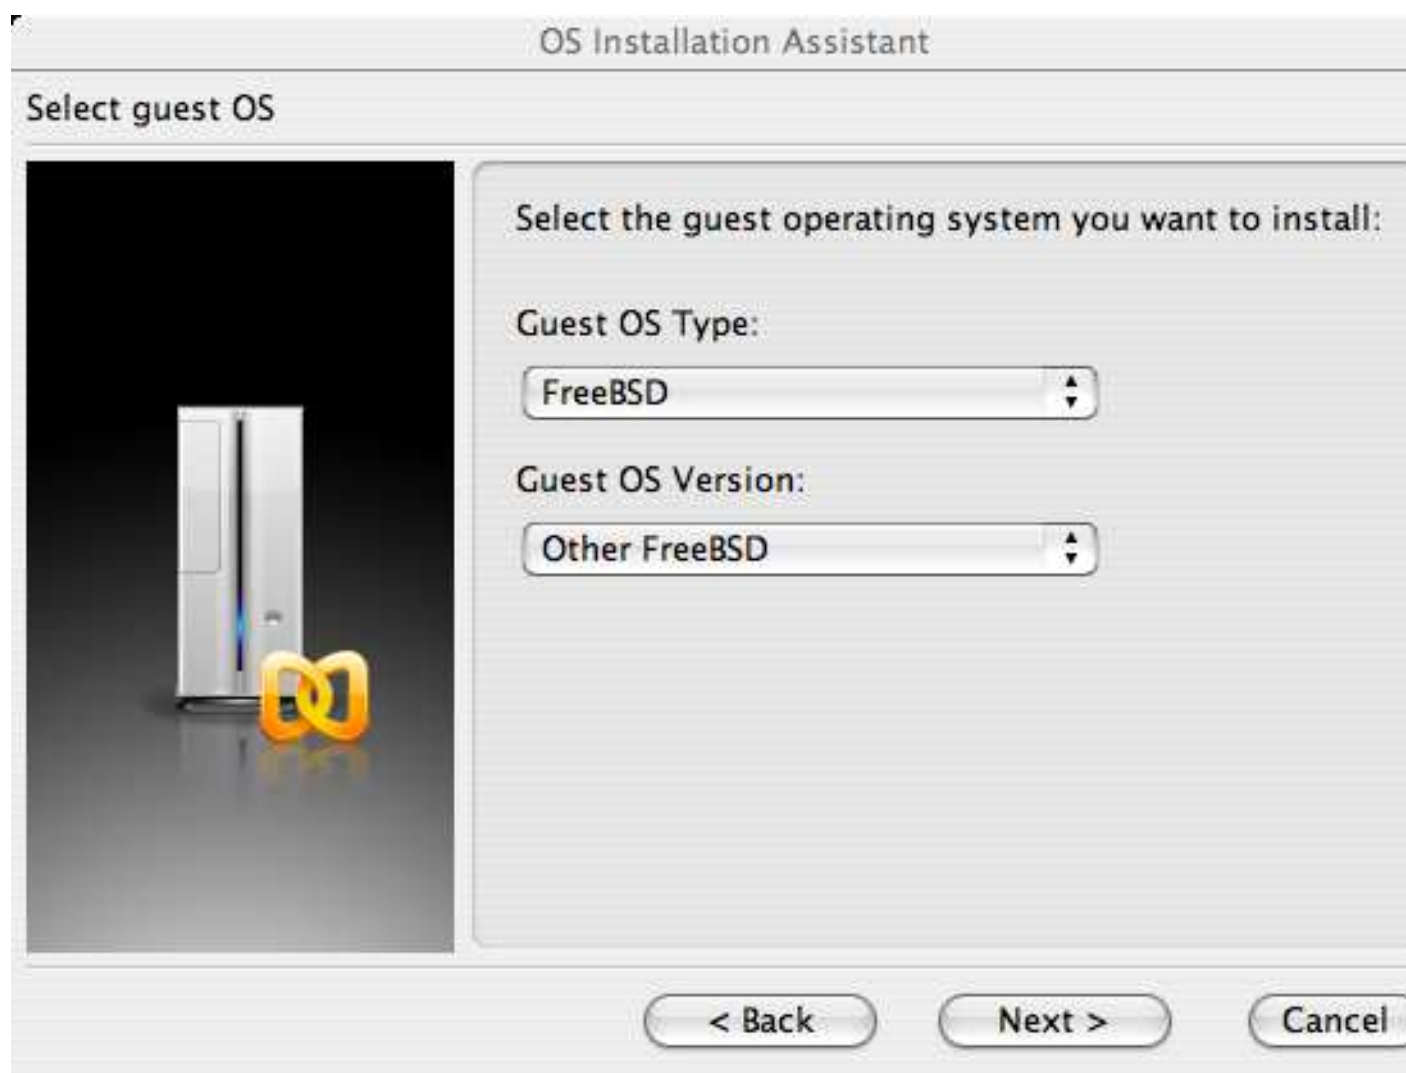 OS Installation Assistant
Select guest OS
Select the guest operating system you want to install:
Guest OS Type:
FreeBSD
Guest OS Version:
Other FreeBSD
< Back
Next >
Cancel